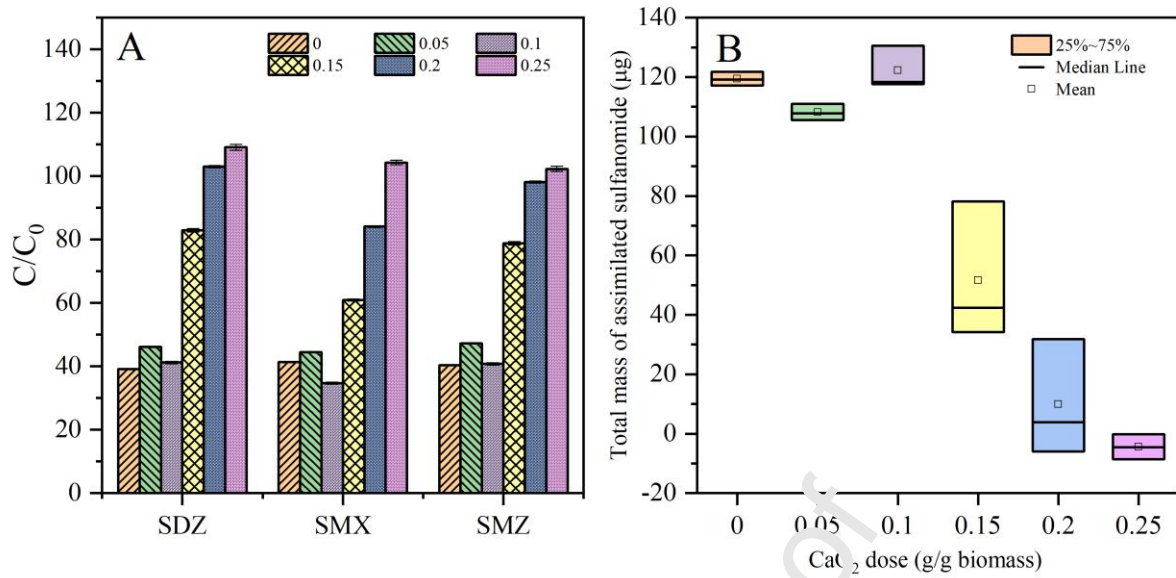 A
0 0.05 0.1
0.15 0.2 0.25
140
120
100
80
60
40
20
0
C/C0
SDZ SMX SMZ
B
25%~75%
Median Line
Mean
140
120
100
80
60
40
20
0
-20
Total mass of assimilated sulfanomide (μg)
0 0.05 0.1 0.15 0.2 0.25
CaO2 dose (g/g biomass)
of